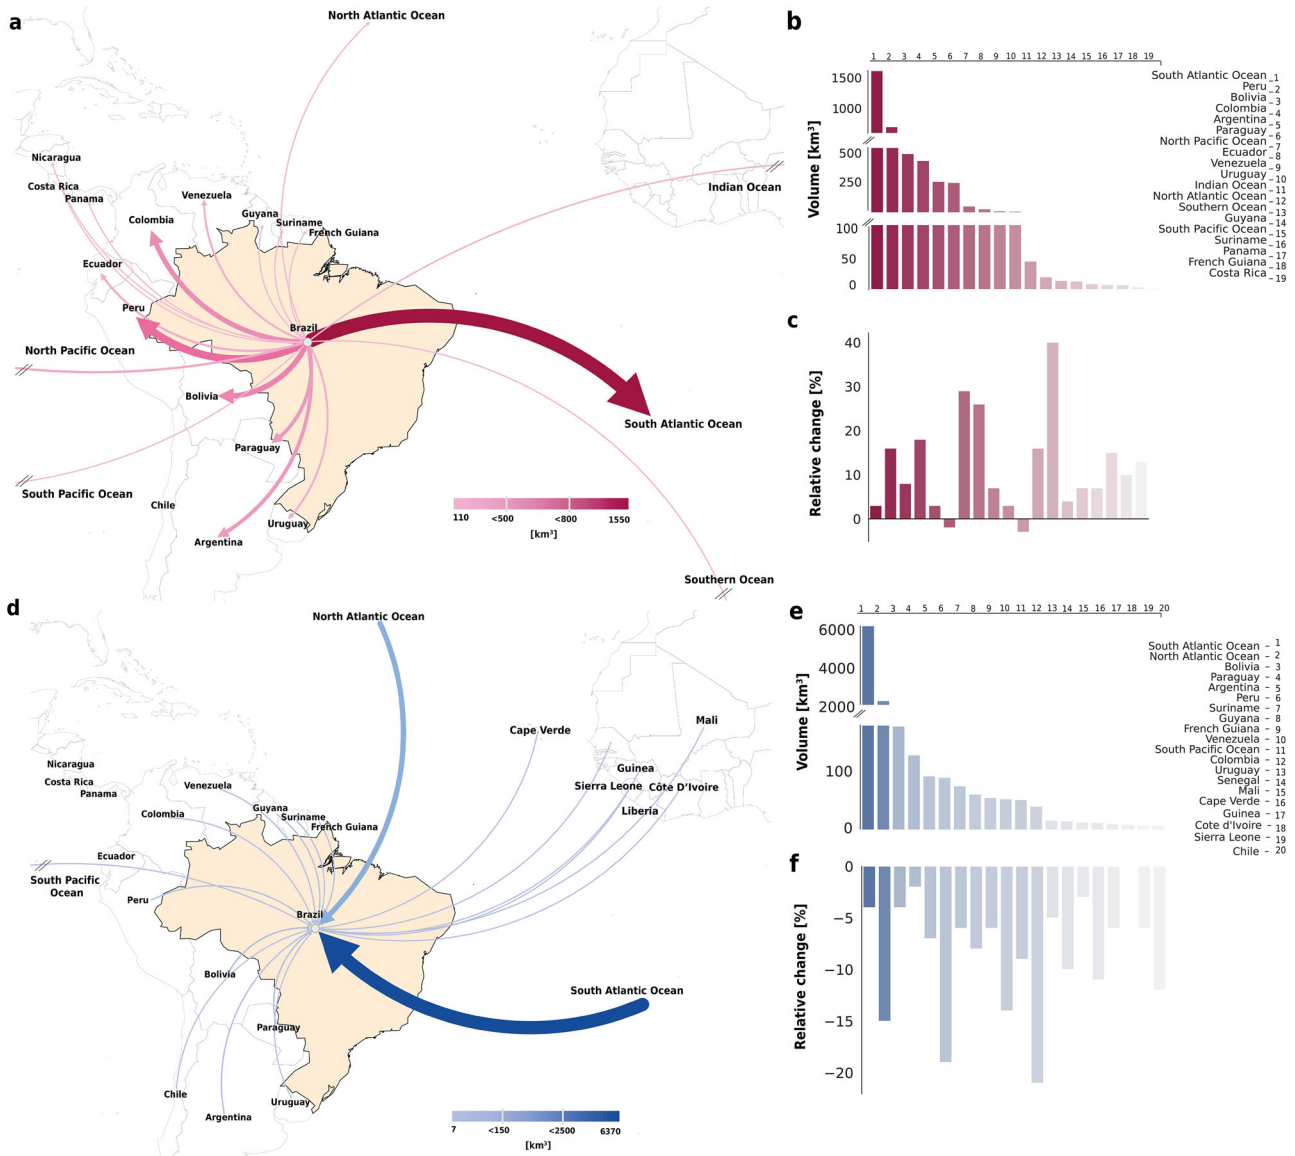 a
North Atlantic Ocean
Nicaragua
Costa Rica
Panama
Venezuela
Colombia
Guyana
Suriname
French Guiana
Indian Ocean
Ecuador
Peru
Brazil
North Pacific Ocean
Bolivia
South Atlantic Ocean
Paraguay
South Pacific Ocean
Chile
Uruguay
Argentina
110 <500 <800 1550
[km³]
Southern Ocean
b
1 2 3 4 5 6 7 8 9 10 11 12 13 14 15 16 17 18 19
Volume [km³]
1500
1000
500
250
100
50
0
South Atlantic Ocean 1
Peru 2
Bolivia 3
Colombia 4
Argentina 5
Paraguay 6
North Pacific Ocean 7
Ecuador 8
Venezuela 9
Uruguay 10
Indian Ocean 11
North Atlantic Ocean 12
Southern Ocean 13
Guyana 14
South Pacific Ocean 15
Suriname 16
Panama 17
French Guiana 18
Costa Rica 19
c
Relative change [%]
40
30
20
10
0
d
North Atlantic Ocean
Cape Verde
Mali
Nicaragua
Costa Rica
Panama
Venezuela
Guinea
Sierra Leone
Côte D'Ivoire
Liberia
Colombia
Guyana
Suriname
French Guiana
Ecuador
South Pacific
Ocean
Peru
Brazil
Bolivia
South Atlantic Ocean
Paraguay
Chile
Uruguay
Argentina
7 <150 <2500 6370
[km³]
e
1 2 3 4 5 6 7 8 9 10 11 12 13 14 15 16 17 18 19 20
Volume [km³]
6000
4000
2000
100
0
South Atlantic Ocean – 1
North Atlantic Ocean – 2
Bolivia – 3
Paraguay – 4
Argentina – 5
Peru – 6
Suriname – 7
Guyana – 8
French Guiana – 9
Venezuela – 10
South Pacific Ocean – 11
Colombia – 12
Uruguay – 13
Senegal – 14
Mali – 15
Cape Verde – 16
Guinea – 17
Cote d'Ivoire – 18
Sierra Leone – 19
Chile – 20
f
Relative change [%]
0
−5
−10
−15
−20